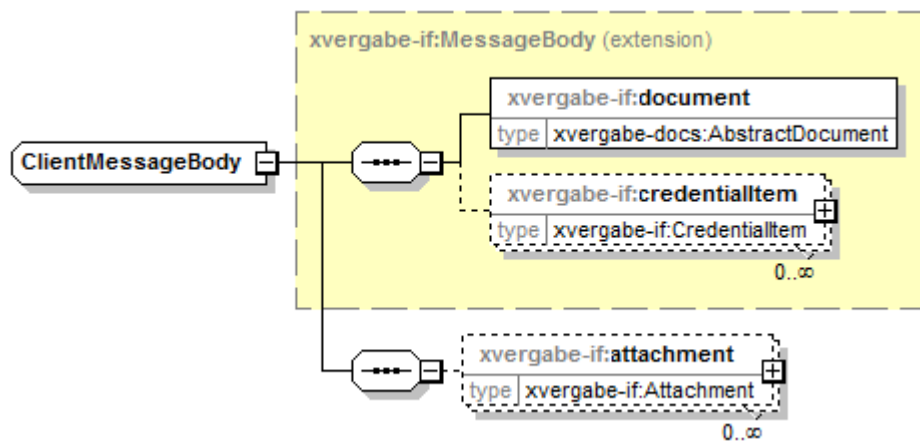 xvergabe-if:MessageBody (extension)
xvergabe-if:document
type xvergabe-docs:AbstractDocument
ClientMessageBody
xvergabe-if:credentialItem
type xvergabe-if:CredentialItem
0..∞
xvergabe-if:attachment
type xvergabe-if:Attachment
0..∞